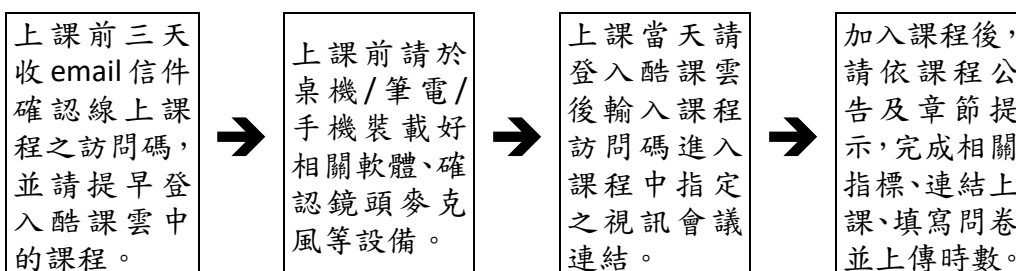 上課前三天
收 email 信件
確認線上課
程之訪問碼，
並請提早登
入酷課雲中
的課程。
上課前請於
桌機/筆電/
手機裝載好
相關軟體、確
認鏡頭麥克
風等設備。
上課當天請
登入酷課雲
後輸入課程
訪問碼進入
課程中指定
之視訊會議
連結。
加入課程後，
請依課程公
告及章節提
示，完成相關
指標、連結上
課、填寫問卷
並上傳時數。